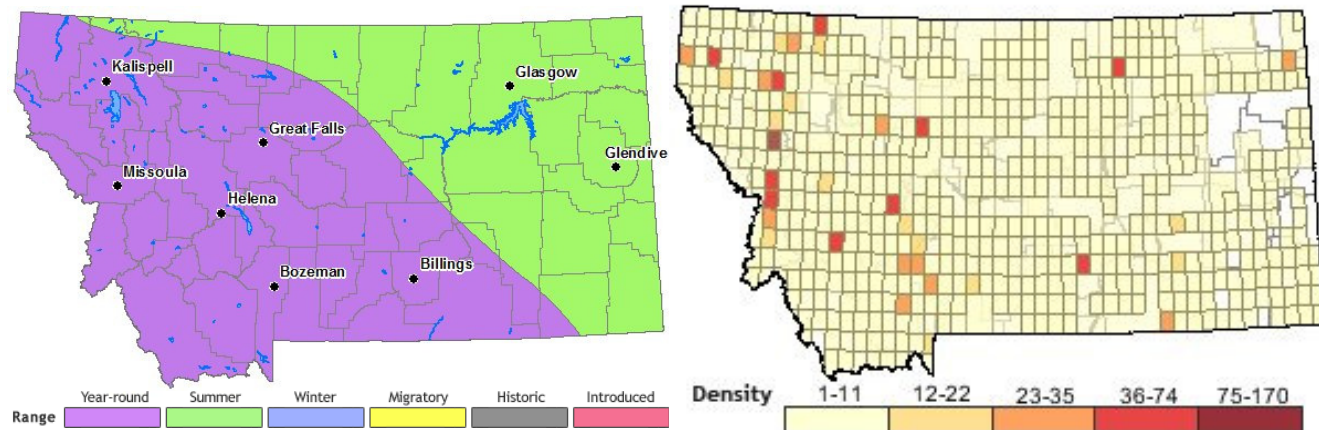 Kalispell
Glasgow
Great Falls
Glendive
Missoula
Helena
Bozeman
Billings
Year-round Summer Winter Migratory Historic Introduced
Range
Density 1-11 12-22 23-35 36-74 75-170